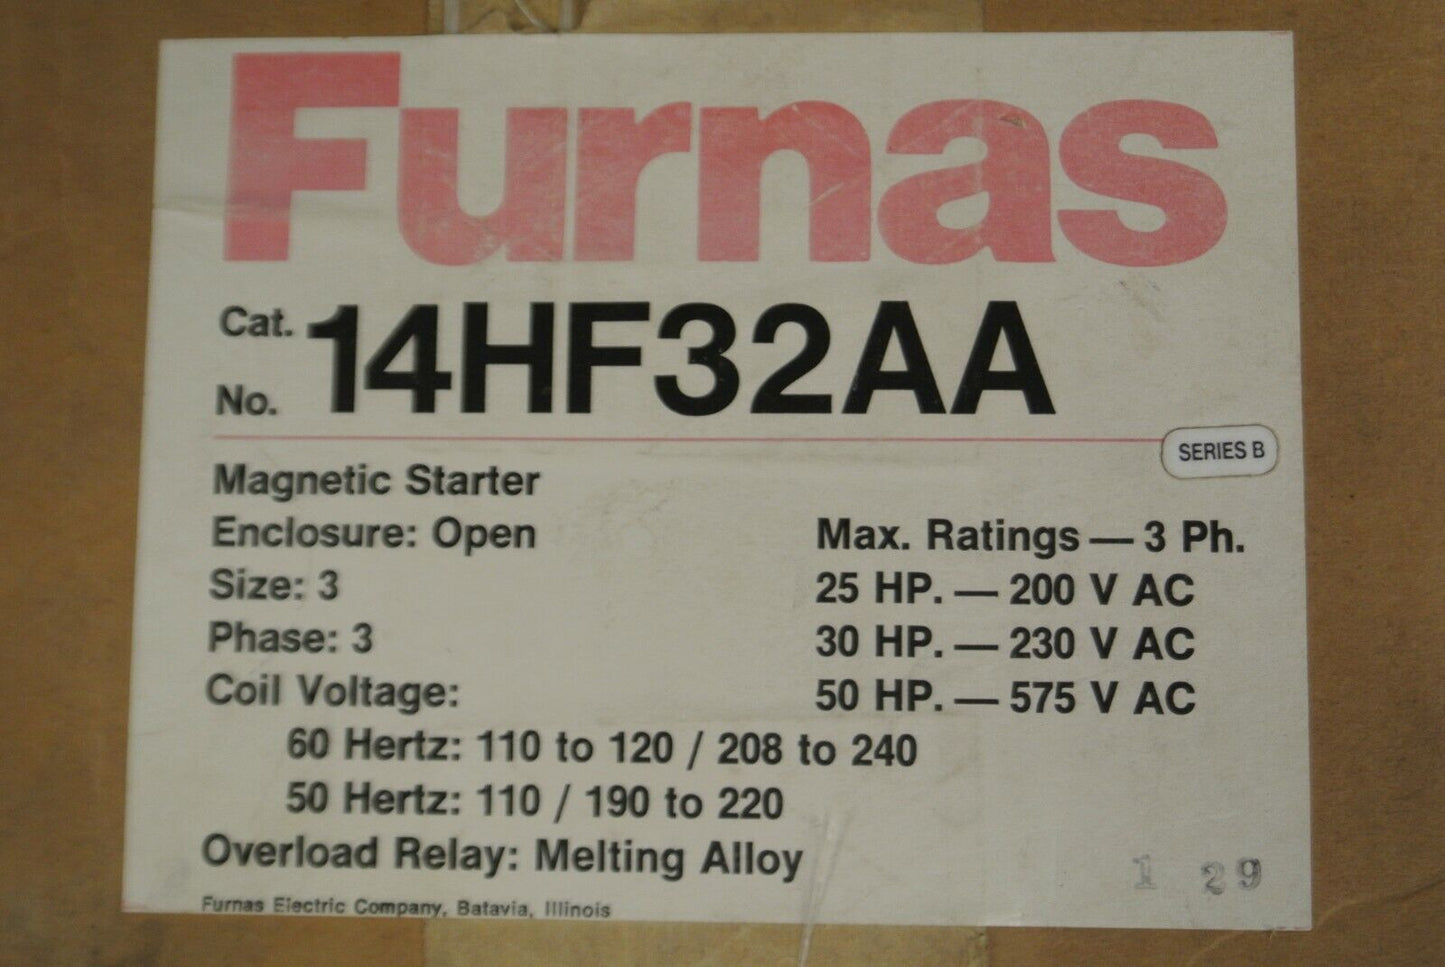 Furnas
Cat. No. 14HF32AA
SERIES B
Magnetic Starter
Enclosure: Open
Size: 3
Phase: 3
Coil Voltage:
60 Hertz: 110 to 120 / 208 to 240
50 Hertz: 110 / 190 to 220
Overload Relay: Melting Alloy
Max. Ratings — 3 Ph.
25 HP. — 200 V AC
30 HP. — 230 V AC
50 HP. — 575 V AC
1 29
Furnas Electric Company, Batavia, Illinois